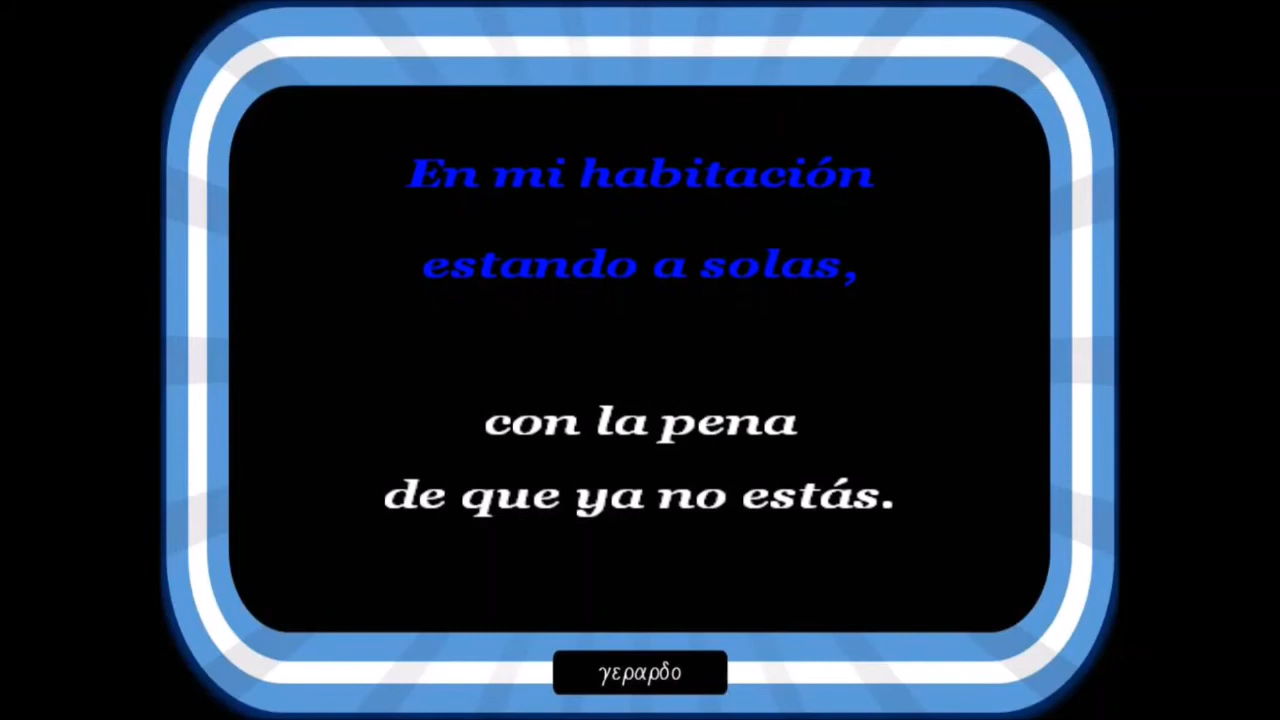 En mi habitación
estando a solas,
con la pena
de que ya no estás.
γεραρδο